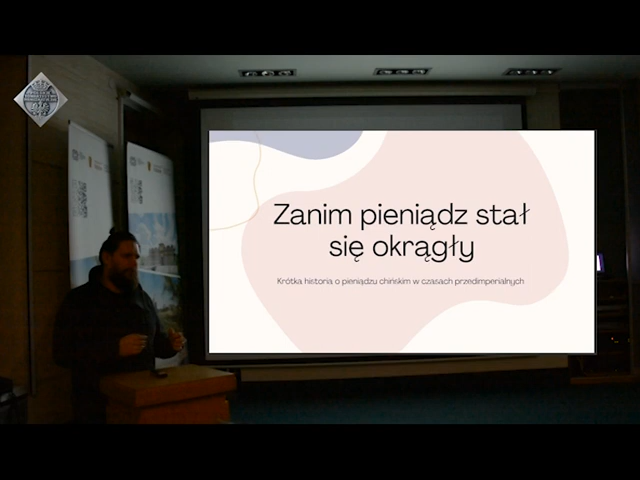 Zanim pieniądz stał
się okrągły
Krótka historia o pieniądzu chińskim w czasach przedimperialnych